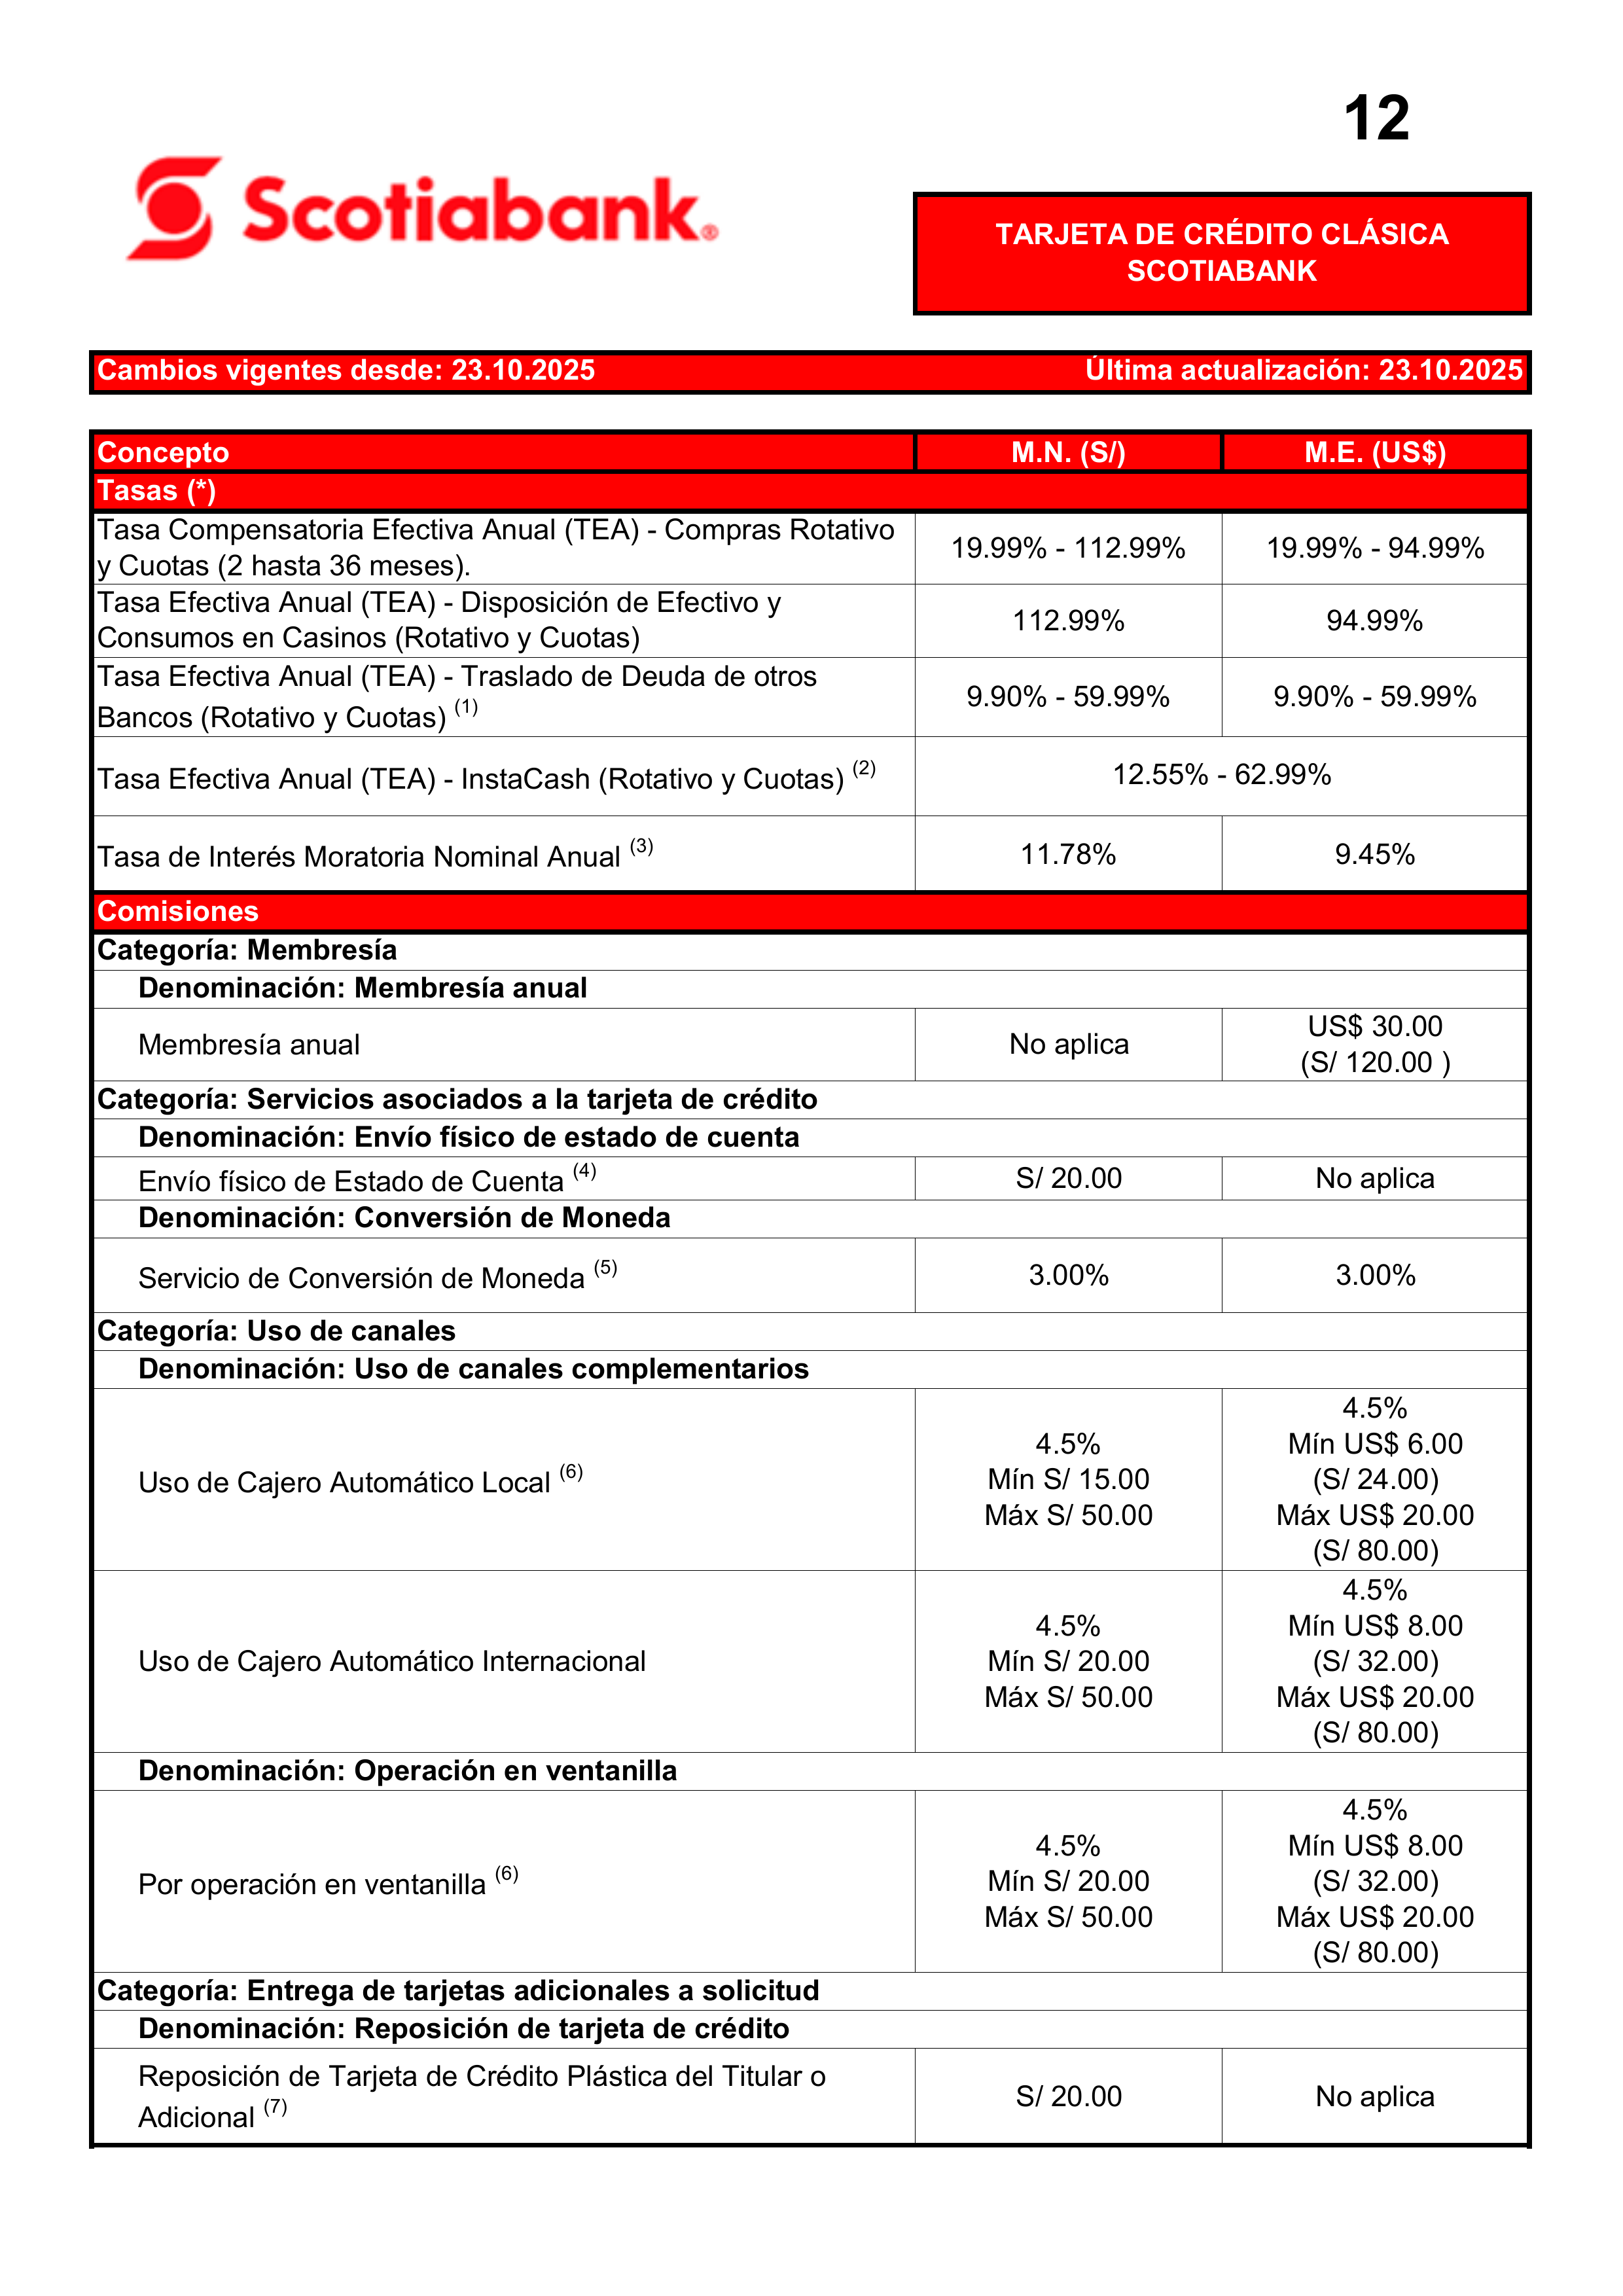 12
Scotiabank®
TARJETA DE CRÉDITO CLÁSICA
SCOTIABANK
Cambios vigentes desde: 23.10.2025 Última actualización: 23.10.2025
Concepto M.N. (S/) M.E. (US$)
Tasas (*)
Tasa Compensatoria Efectiva Anual (TEA) - Compras Rotativo
y Cuotas (2 hasta 36 meses).
19.99% - 112.99% 19.99% - 94.99%
Tasa Efectiva Anual (TEA) - Disposición de Efectivo y
Consumos en Casinos (Rotativo y Cuotas)
112.99% 94.99%
Tasa Efectiva Anual (TEA) - Traslado de Deuda de otros
Bancos (Rotativo y Cuotas) (1)
9.90% - 59.99% 9.90% - 59.99%
Tasa Efectiva Anual (TEA) - InstaCash (Rotativo y Cuotas) (2) 12.55% - 62.99%
Tasa de Interés Moratoria Nominal Anual (3) 11.78% 9.45%
Comisiones
Categoría: Membresía
Denominación: Membresía anual
Membresía anual No aplica US$ 30.00
(S/ 120.00 )
Categoría: Servicios asociados a la tarjeta de crédito
Denominación: Envío físico de estado de cuenta
Envío físico de Estado de Cuenta (4) S/ 20.00 No aplica
Denominación: Conversión de Moneda
Servicio de Conversión de Moneda (5) 3.00% 3.00%
Categoría: Uso de canales
Denominación: Uso de canales complementarios
Uso de Cajero Automático Local (6)
4.5%
Mín S/ 15.00
Máx S/ 50.00
4.5%
Mín US$ 6.00
(S/ 24.00)
Máx US$ 20.00
(S/ 80.00)
Uso de Cajero Automático Internacional
4.5%
Mín S/ 20.00
Máx S/ 50.00
4.5%
Mín US$ 8.00
(S/ 32.00)
Máx US$ 20.00
(S/ 80.00)
Denominación: Operación en ventanilla
Por operación en ventanilla (6)
4.5%
Mín S/ 20.00
Máx S/ 50.00
4.5%
Mín US$ 8.00
(S/ 32.00)
Máx US$ 20.00
(S/ 80.00)
Categoría: Entrega de tarjetas adicionales a solicitud
Denominación: Reposición de tarjeta de crédito
Reposición de Tarjeta de Crédito Plástica del Titular o
Adicional (7)
S/ 20.00 No aplica